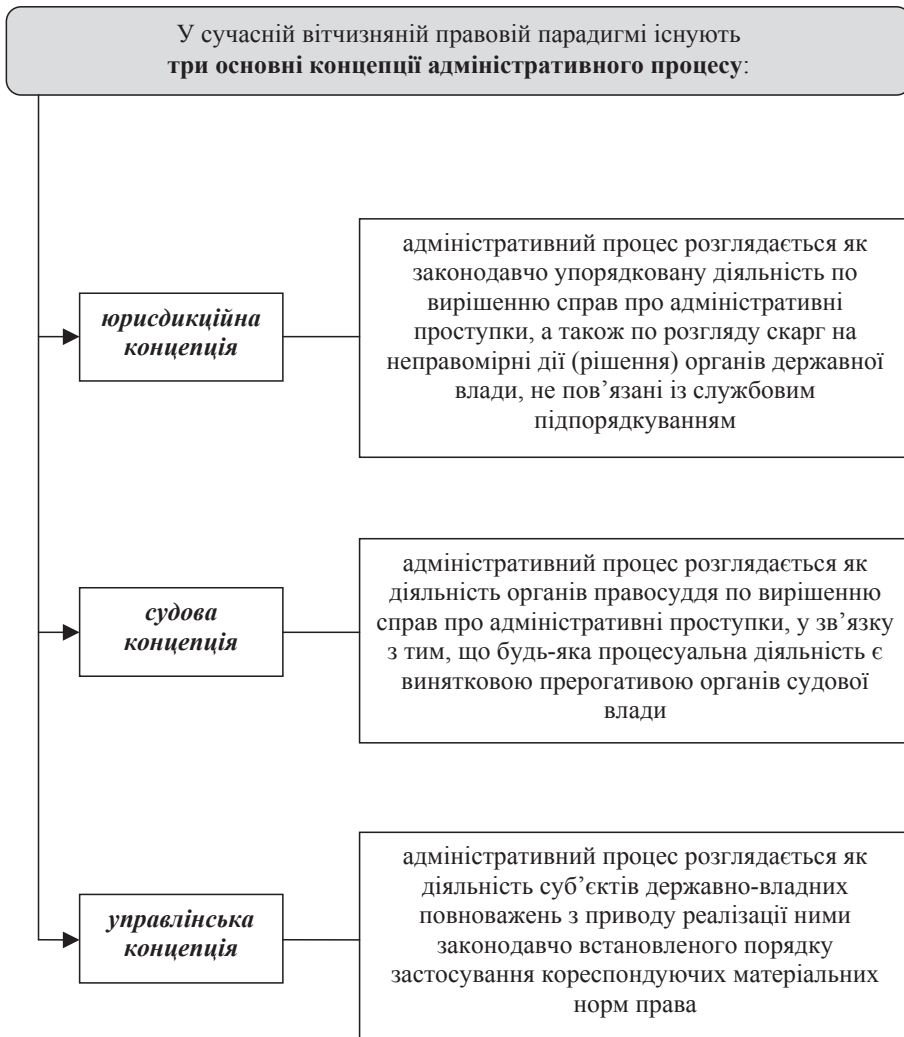 У сучасній вітчизняній правовій парадигмі існують
три основні концепції адміністративного процесу:
юрисдикційна
концепція
адміністративний процес розглядається як
законодавчо упорядковану діяльність по
вирішенню справ про адміністративні
проступки, а також по розгляду скарг на
неправомірні дії (рішення) органів державної
влади, не пов’язані із службовим
підпорядкуванням
судова
концепція
адміністративний процес розглядається як
діяльність органів правосуддя по вирішенню
справ про адміністративні проступки, у зв’язку
з тим, що будь-яка процесуальна діяльність є
винятковою прерогативою органів судової
влади
управлінська
концепція
адміністративний процес розглядається як
діяльність суб’єктів державно-владних
повноважень з приводу реалізації ними
законодавчо встановленого порядку
застосування кореспондуючих матеріальних
норм права